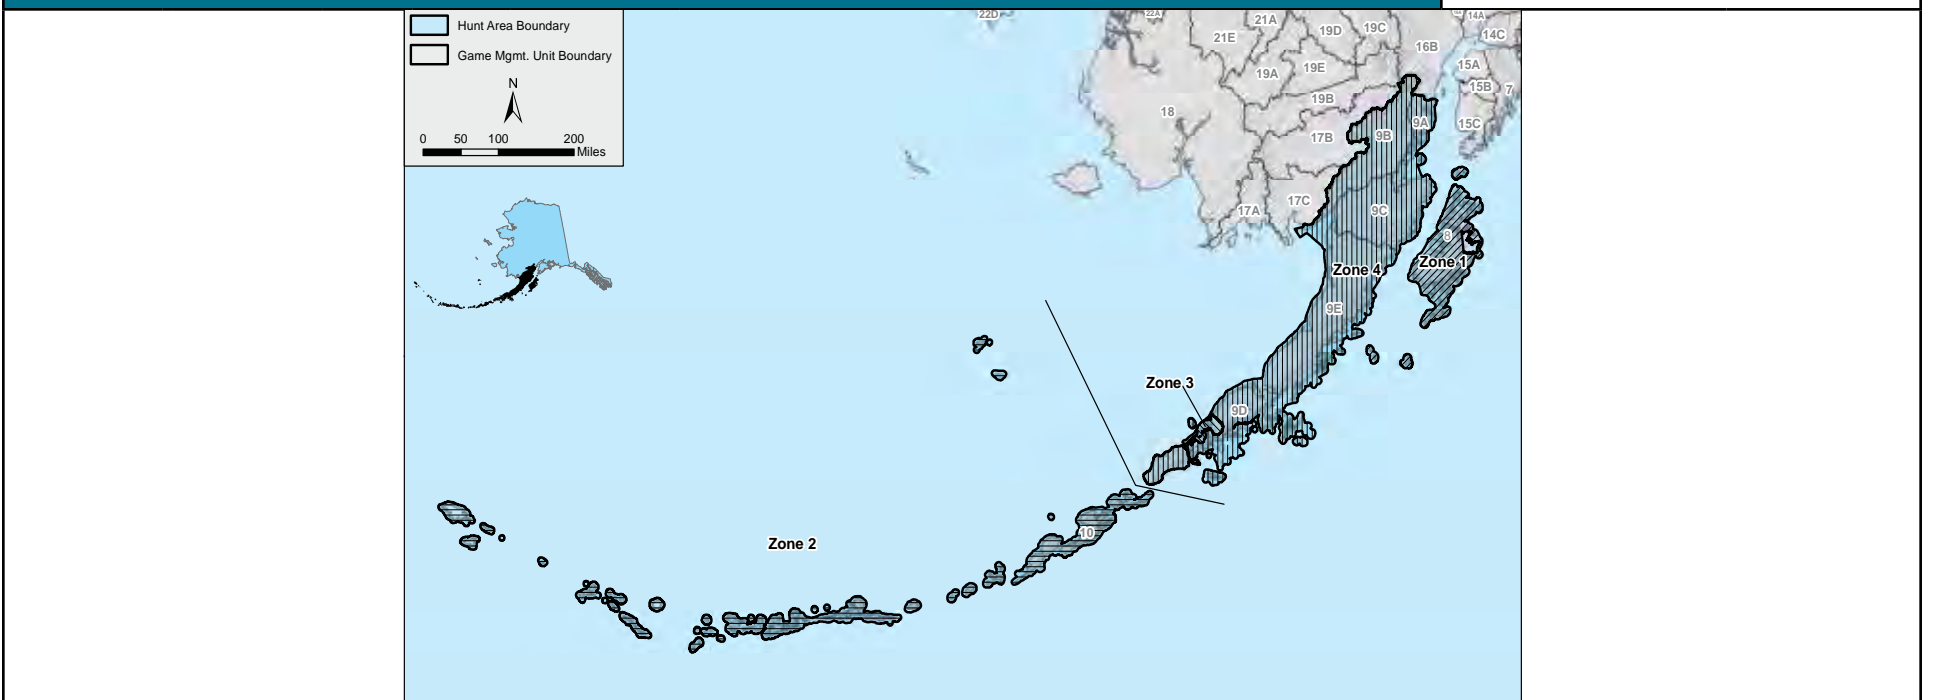 Hunt Area Boundary
Game Mgmt. Unit Boundary
N
0 50 100 200
Miles
22D
22A
21A
21E
19D
19C
16B
14A
14C
19A
19E
15A
15B
7
19B
18
17B
9B
9A
15C
17A
17C
9C
8
Zone 4
Zone 1
9E
Zone 3
9D
10
Zone 2